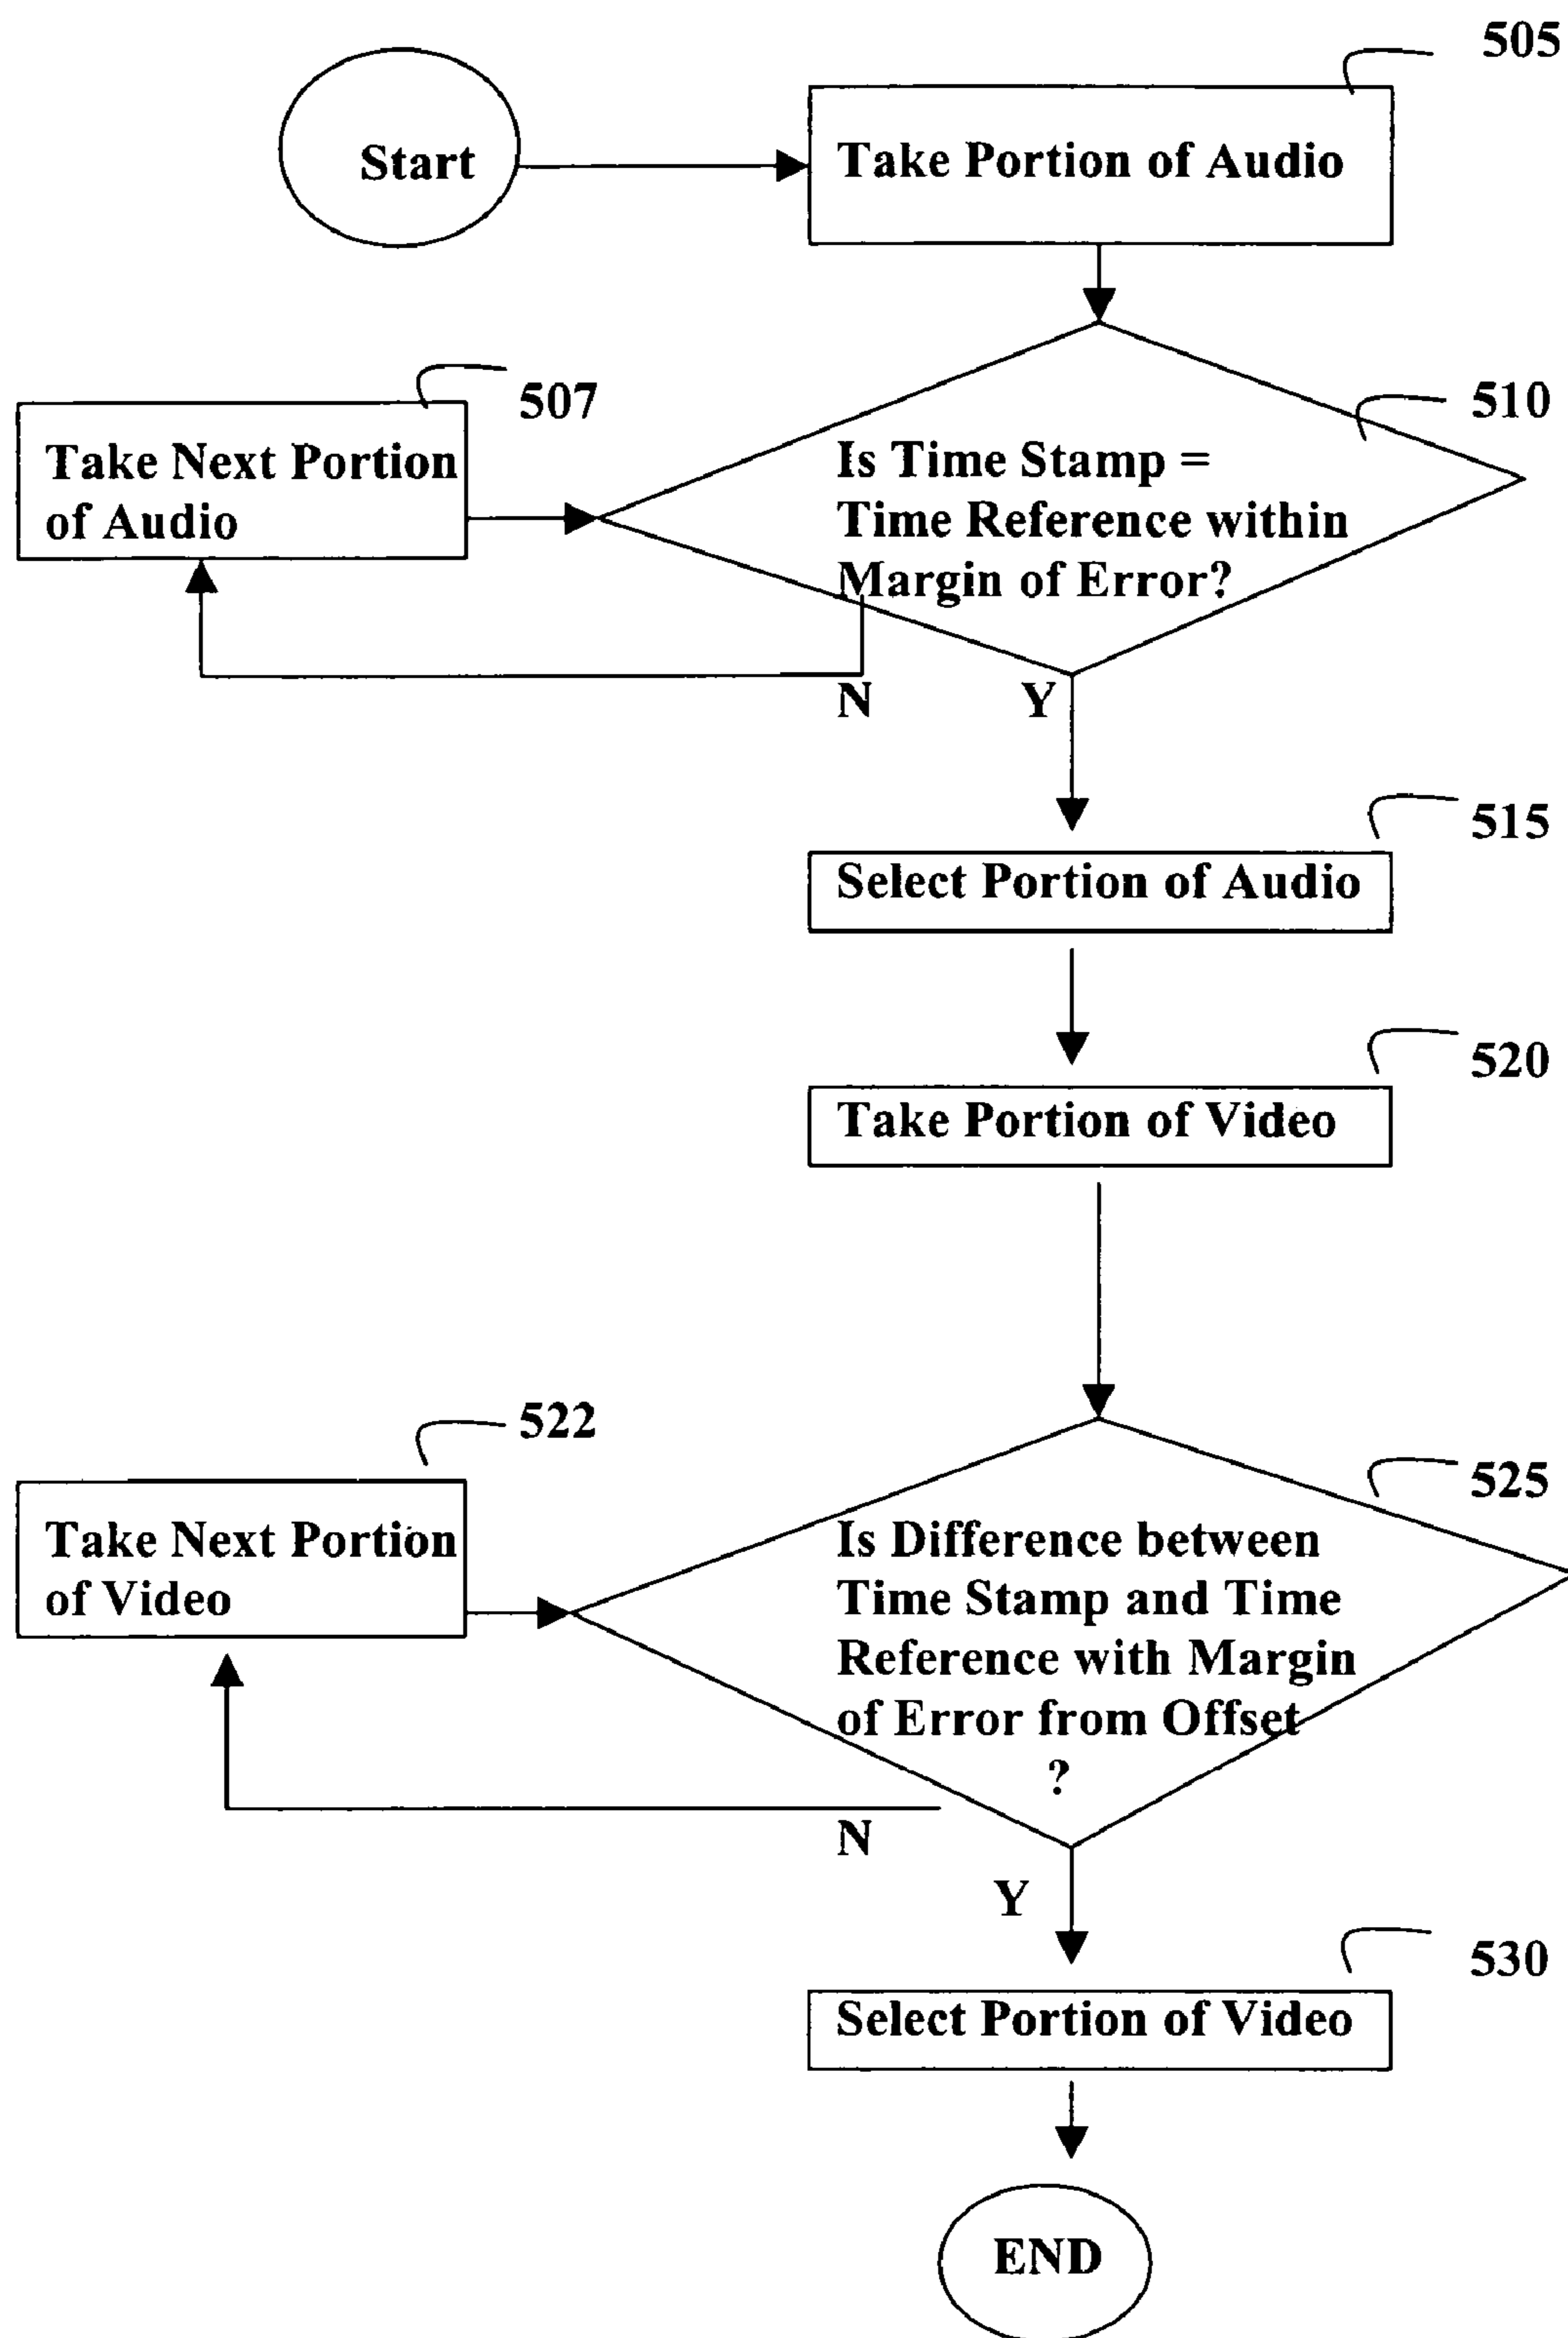 505
Start
Take Portion of Audio
507
510
Take Next Portion
of Audio
Is Time Stamp =
Time Reference within
Margin of Error?
N
Y
515
Select Portion of Audio
520
Take Portion of Video
522
525
Take Next Portion
of Video
Is Difference between
Time Stamp and Time
Reference with Margin
of Error from Offset
?
N
Y
530
Select Portion of Video
END